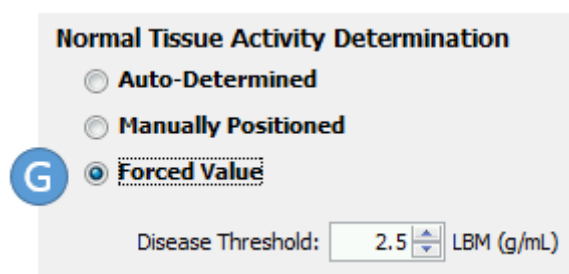 Normal Tissue Activity Determination
Auto-Determined
Manually Positioned
G Forced Value
Disease Threshold: 2.5 LBM (g/mL)